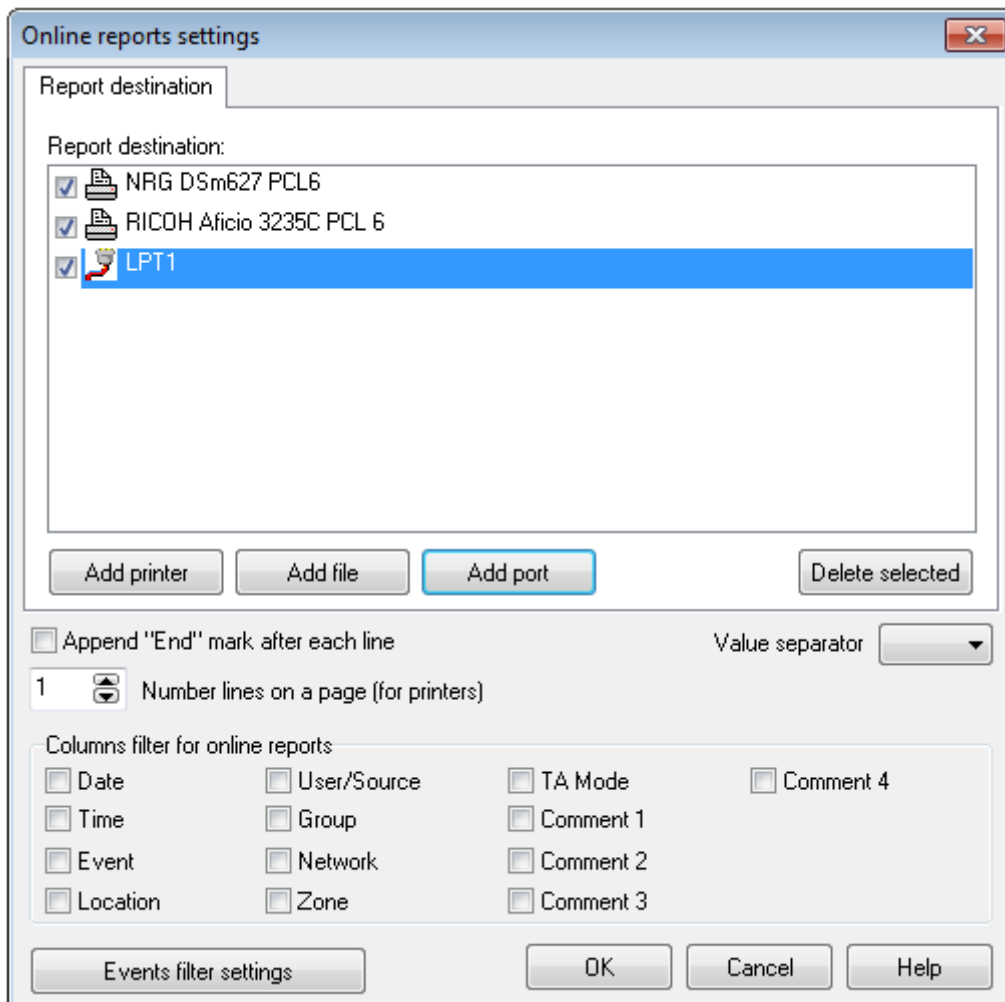 Online reports settings
Report destination
Report destination:
NRG DSm627 PCL6
RICOH Aficio 3235C PCL 6
LPT1
Add printer Add file Add port Delete selected
Append "End" mark after each line Value separator
1 Number lines on a page (for printers)
Columns filter for online reports
Date User/Source TA Mode Comment 4
Time Group Comment 1
Event Network Comment 2
Location Zone Comment 3
Events filter settings OK Cancel Help